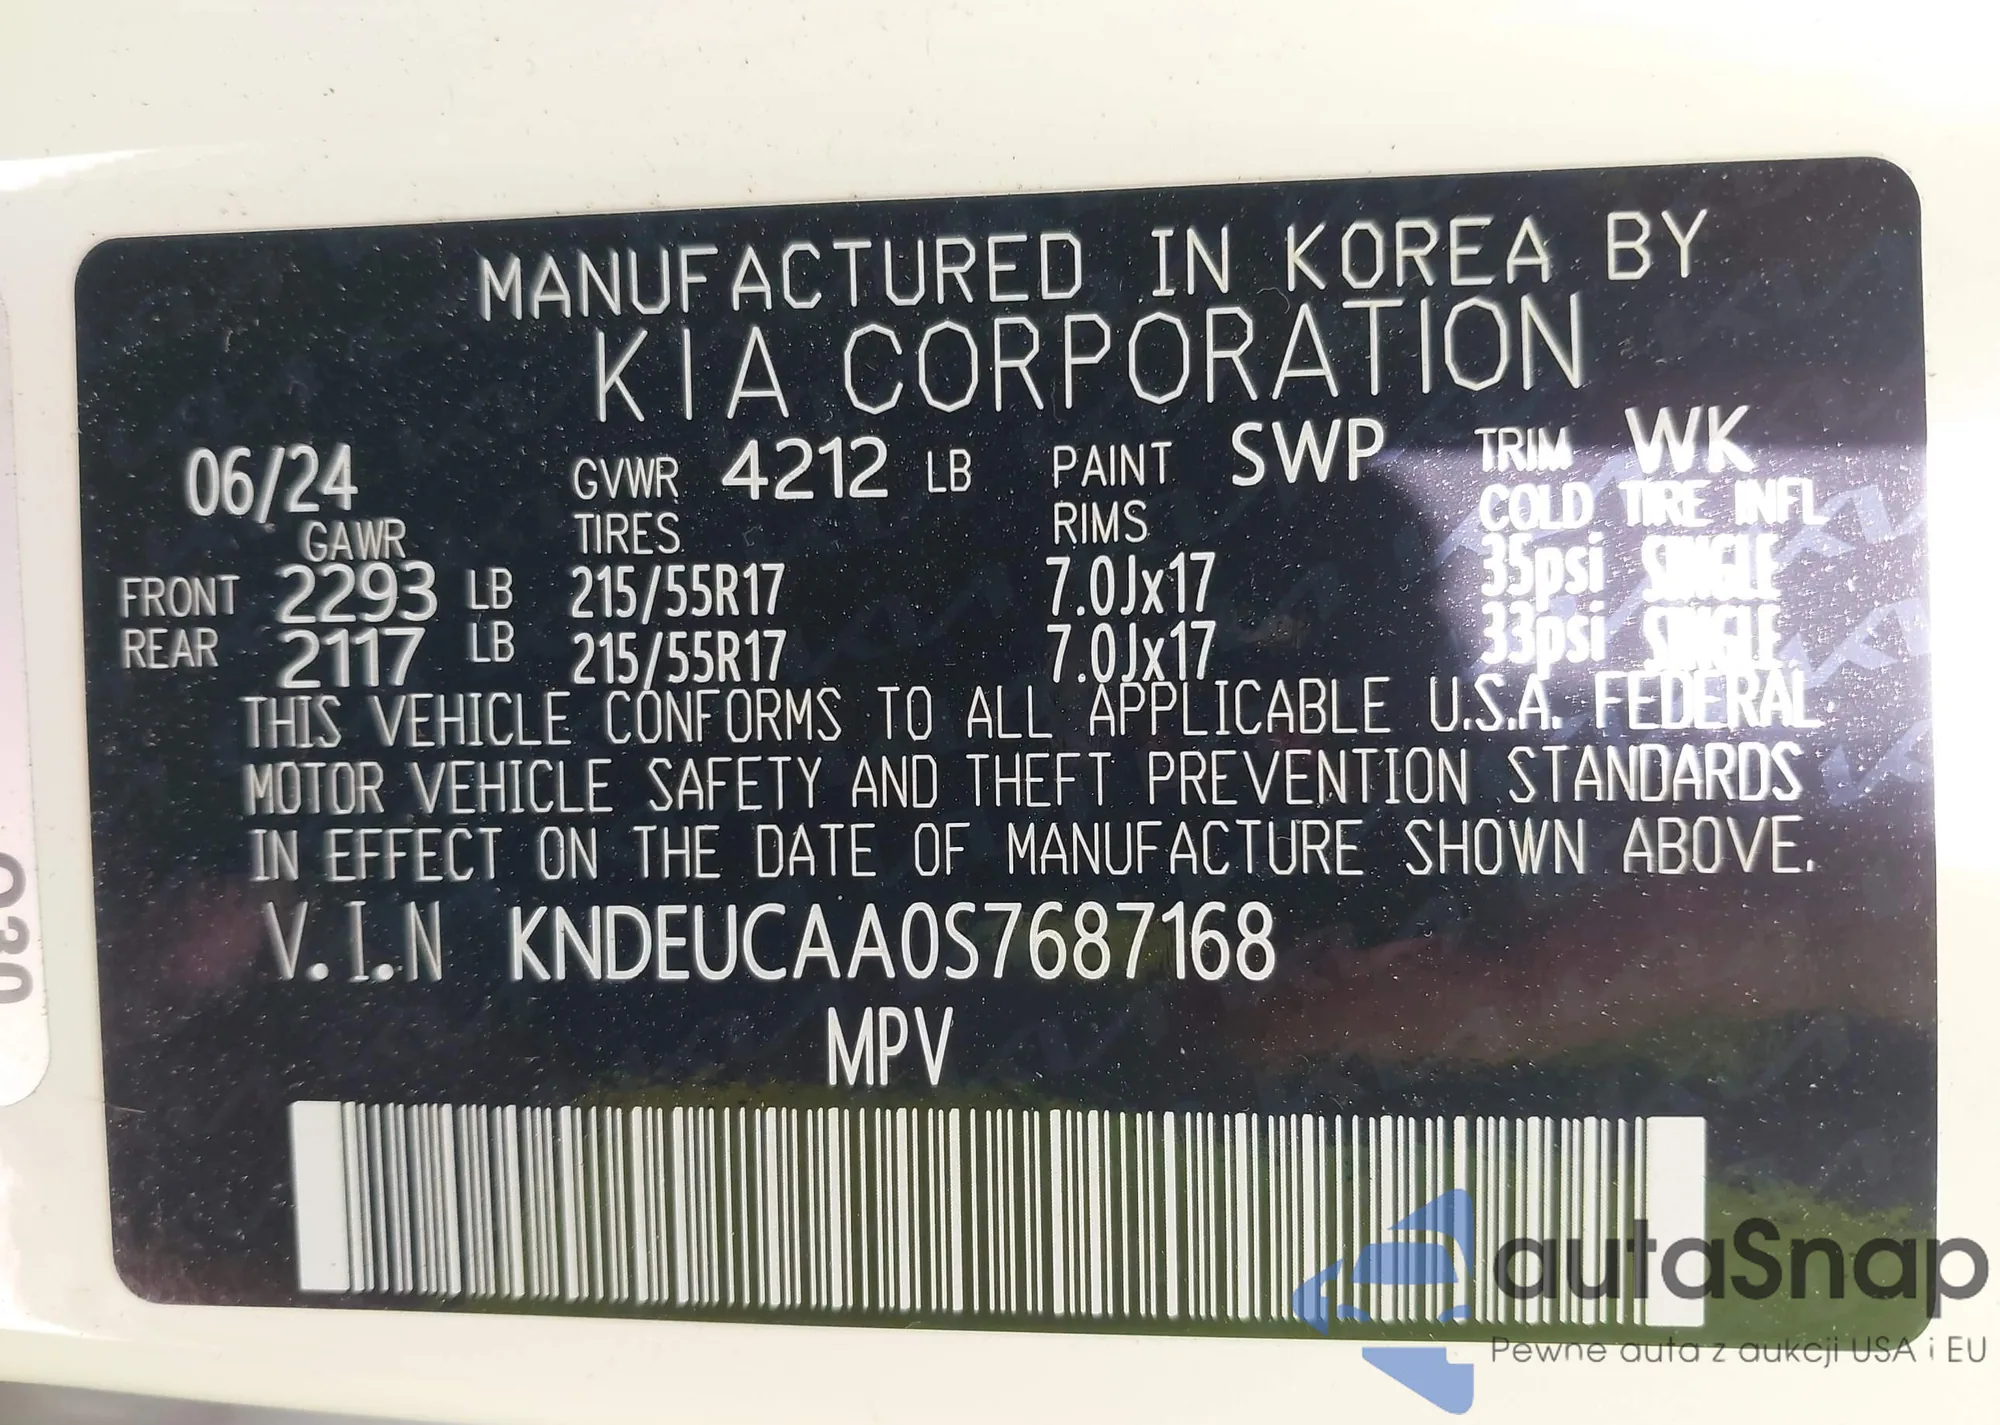 MANUFACTURED IN KOREA BY
KIA CORPORATION
06/24 GVWR 4212 LB PAINT SWP TRIM WK
GAWR TIRES RIMS COLD TIRE INFL
FRONT 2293 LB 215/55R17 7.0Jx17 35psi SINGLE
REAR 2117 LB 215/55R17 7.0Jx17 33psi SINGLE
THIS VEHICLE CONFORMS TO ALL APPLICABLE U.S.A. FEDERAL
MOTOR VEHICLE SAFETY AND THEFT PREVENTION STANDARDS
IN EFFECT ON THE DATE OF MANUFACTURE SHOWN ABOVE.
V.I.N KNDEUCAA0S7687168
MPV
autaSnap
Pewne auta z aukcji USA i EU